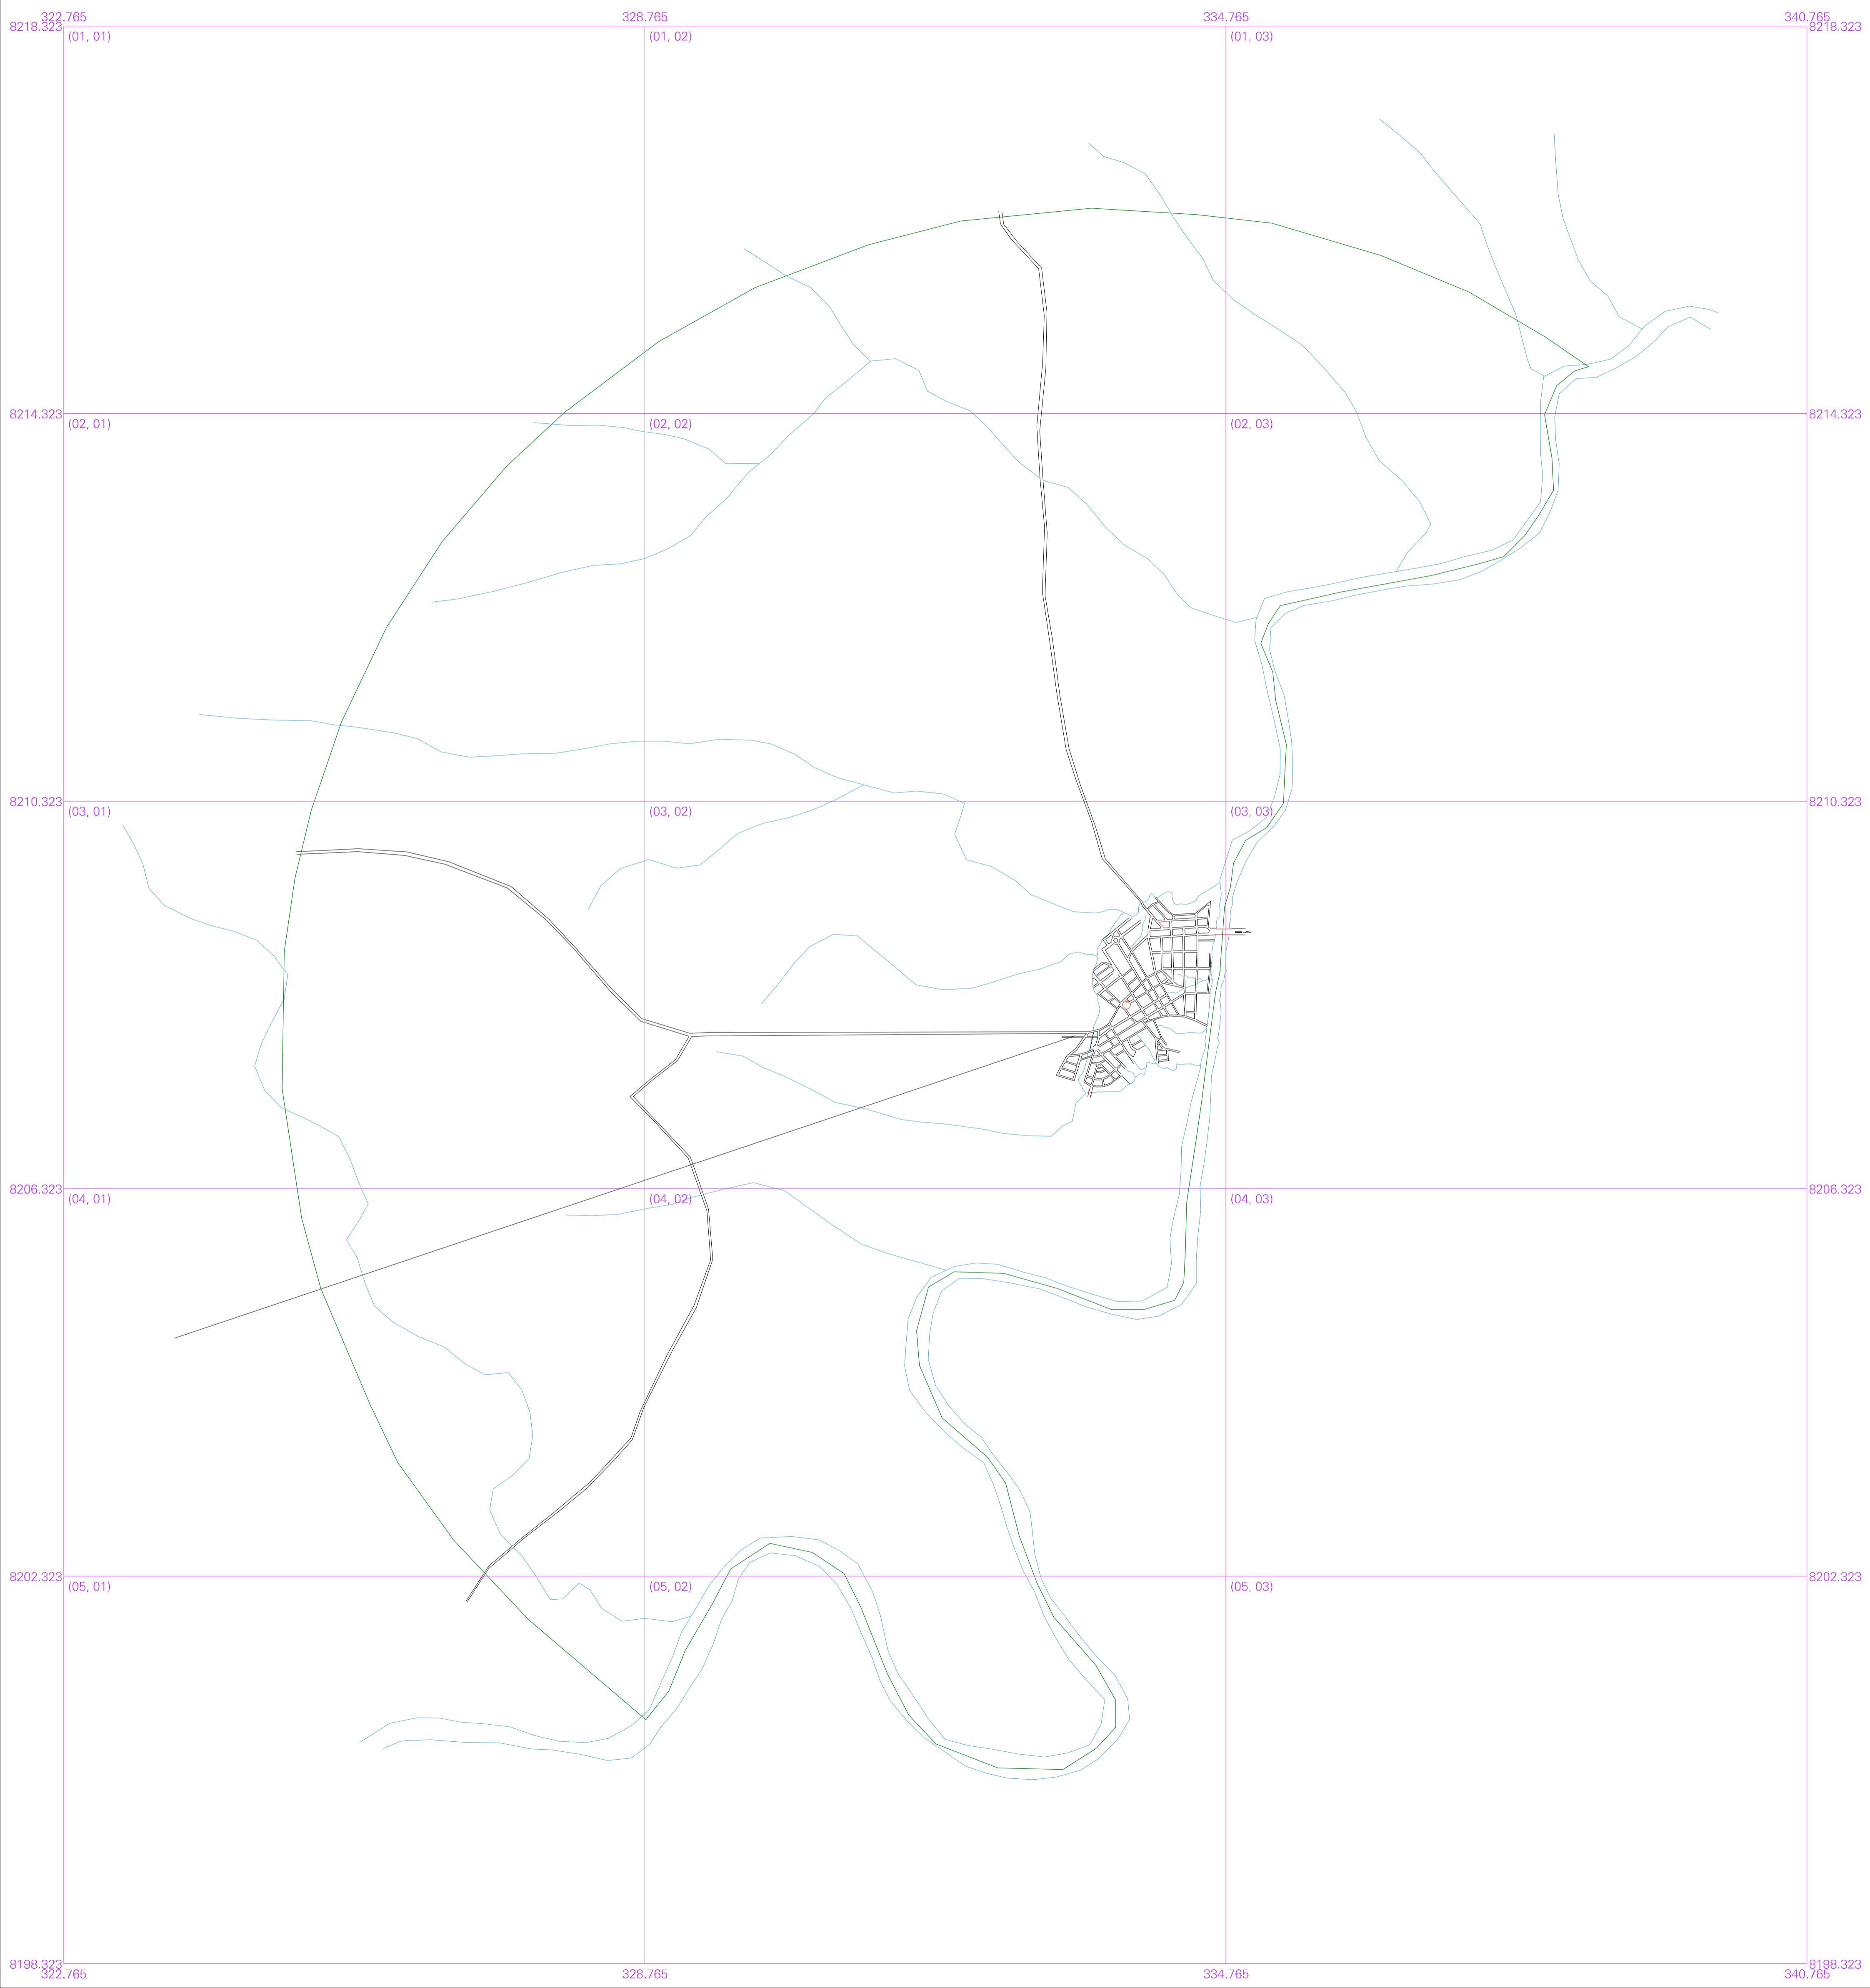 322.765 328.765 334.765 340.765
8218.323 8218.323
(01, 01) (01, 02) (01, 03)
8214.323 8214.323
(02, 01) (02, 02) (02, 03)
8210.323 8210.323
(03, 01) (03, 02) (03, 03)
8206.323 8206.323
(04, 01) (04, 02) (04, 03)
8202.323 8202.323
(05, 01) (05, 02) (05, 03)
8198.323 8198.323
322.765 328.765 334.765 340.765